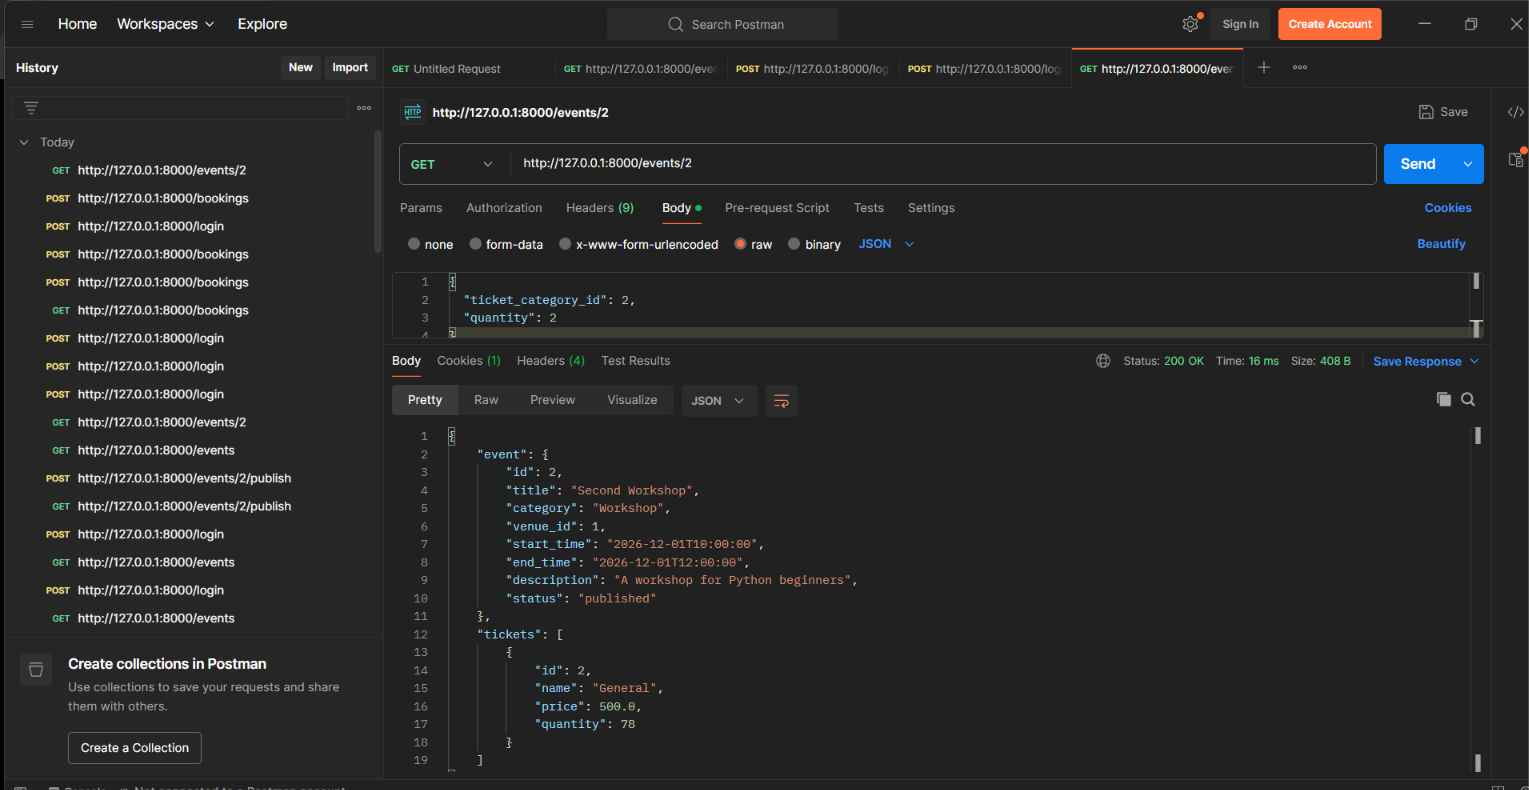 Home Workspaces Explore Search Postman Sign In Create Account
History New Import
GET Untitled Request GET http://127.0.0.1:8000/ever POST http://127.0.0.1:8000/log POST http://127.0.0.1:8000/log GET http://127.0.0.1:8000/ever
Today
GET http://127.0.0.1:8000/events/2
POST http://127.0.0.1:8000/bookings
POST http://127.0.0.1:8000/login
POST http://127.0.0.1:8000/bookings
POST http://127.0.0.1:8000/bookings
GET http://127.0.0.1:8000/bookings
POST http://127.0.0.1:8000/login
POST http://127.0.0.1:8000/login
POST http://127.0.0.1:8000/login
GET http://127.0.0.1:8000/events/2
GET http://127.0.0.1:8000/events
POST http://127.0.0.1:8000/events/2/publish
GET http://127.0.0.1:8000/events/2/publish
POST http://127.0.0.1:8000/login
GET http://127.0.0.1:8000/events
POST http://127.0.0.1:8000/login
GET http://127.0.0.1:8000/events
Create collections in Postman
Use collections to save your requests and share
them with others.
Create a Collection
HTTP http://127.0.0.1:8000/events/2 Save
GET http://127.0.0.1:8000/events/2 Send
Params Authorization Headers (9) Body Pre-request Script Tests Settings Cookies
none form-data x-www-form-urlencoded raw binary JSON Beautify
1 {
2 "ticket_category_id": 2,
3 "quantity": 2
4 }
Body Cookies (1) Headers (4) Test Results Status: 200 OK Time: 16 ms Size: 408 B Save Response
Pretty Raw Preview Visualize JSON
1 {
2 "event": {
3 "id": 2,
4 "title": "Second Workshop",
5 "category": "Workshop",
6 "venue_id": 1,
7 "start_time": "2026-12-01T10:00:00",
8 "end_time": "2026-12-01T12:00:00",
9 "description": "A workshop for Python beginners",
10 "status": "published"
11 },
12 "tickets": [
13 {
14 "id": 2,
15 "name": "General",
16 "price": 500.0,
17 "quantity": 78
18 }
19 ]
Not connected to a Postman account